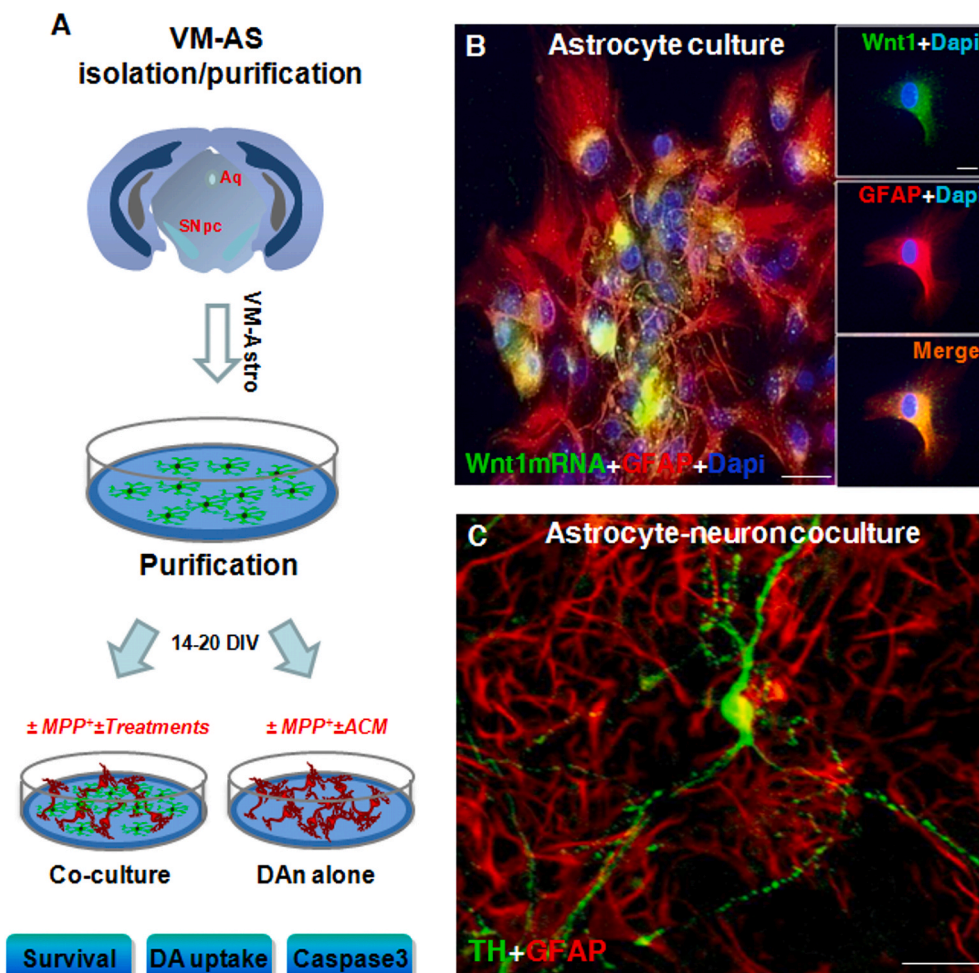 A
VM-AS
isolation/purification
Aq
SNpc
VM-Astro
Purification
14-20 DIV
± MPP⁺±Treatments
± MPP⁺±ACM
Co-culture
DAn alone
Survival
DA uptake
Caspase3
B
Astrocyte culture
Wnt1mRNA+GFAP+Dapi
Wnt1+Dapi
GFAP+Dapi
Merge
C
Astrocyte-neuron coculture
TH+GFAP